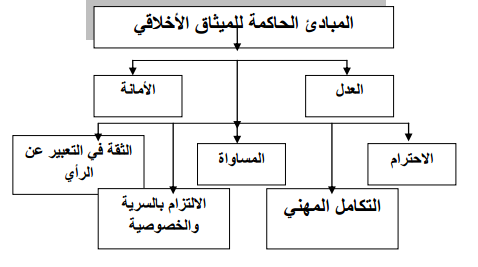 المبادئ الحاكمة للميثاق الأخلاقي
العدل
الأمانة
الاحترام
المساواة
الثقة في التعبير عن
الرأي
التكامل المهني
الالتزام بالسرية
والخصوصية